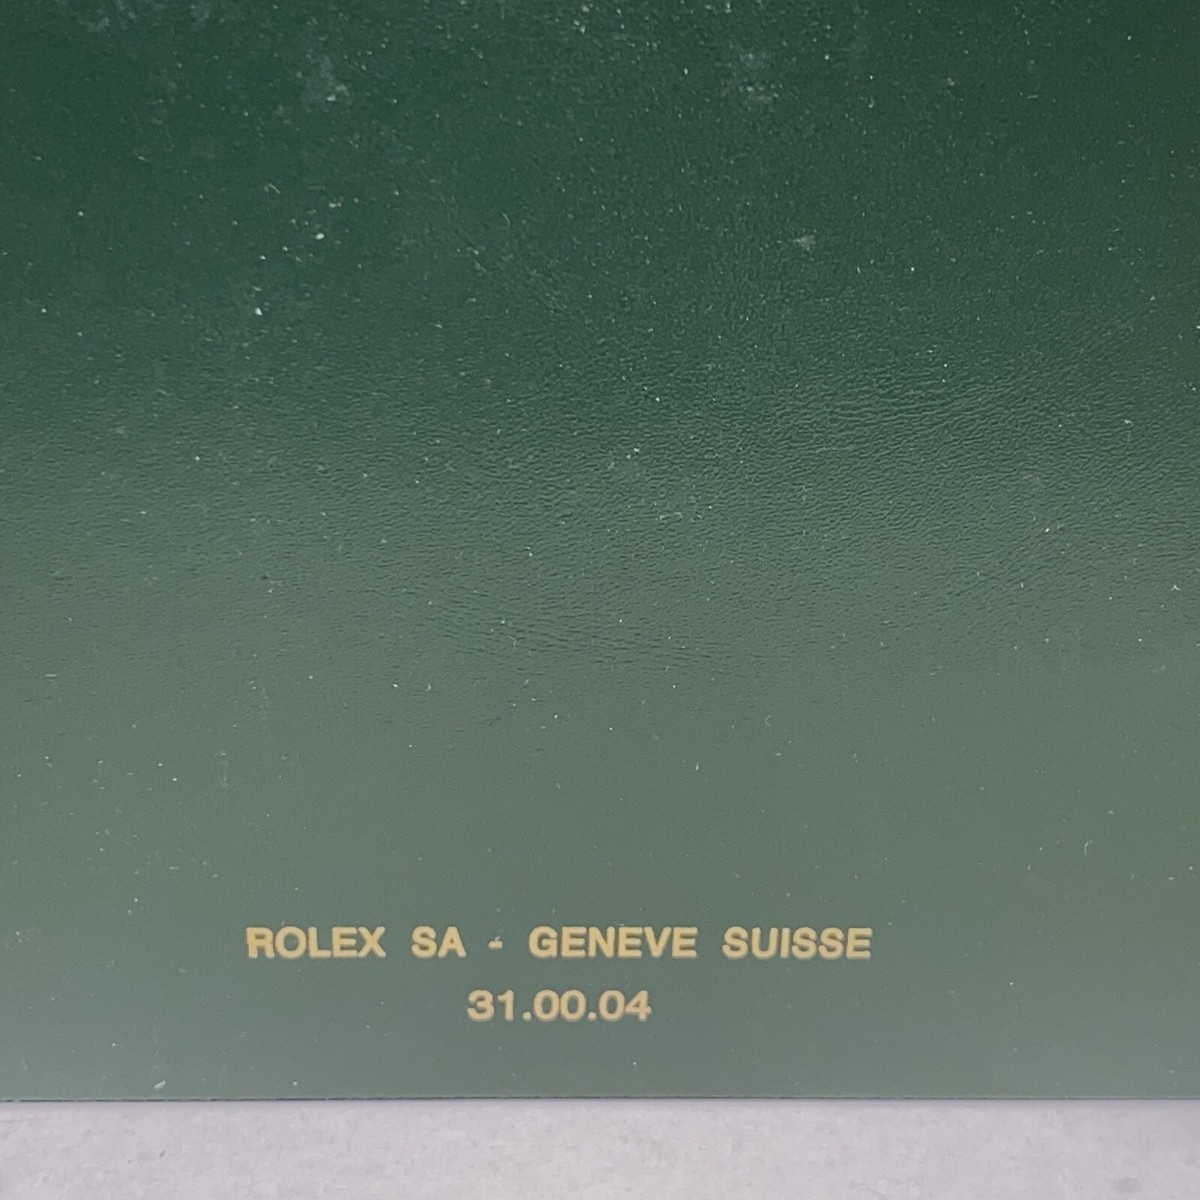 ROLEX SA - GENEVE SUISSE
31.00.04